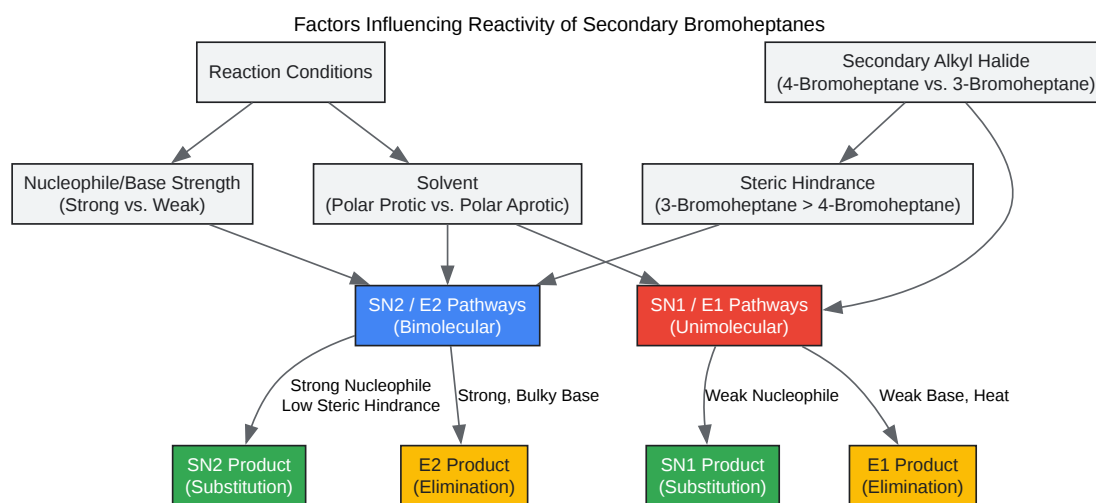 Factors Influencing Reactivity of Secondary Bromoheptanes
Reaction Conditions
Secondary Alkyl Halide
(4-Bromoheptane vs. 3-Bromoheptane)
Nucleophile/Base Strength
(Strong vs. Weak)
Solvent
(Polar Protic vs. Polar Aprotic)
Steric Hindrance
(3-Bromoheptane > 4-Bromoheptane)
SN2 / E2 Pathways
(Bimolecular)
SN1 / E1 Pathways
(Unimolecular)
Strong Nucleophile
Low Steric Hindrance
Strong, Bulky Base
Weak Nucleophile
Weak Base, Heat
SN2 Product
(Substitution)
E2 Product
(Elimination)
SN1 Product
(Substitution)
E1 Product
(Elimination)